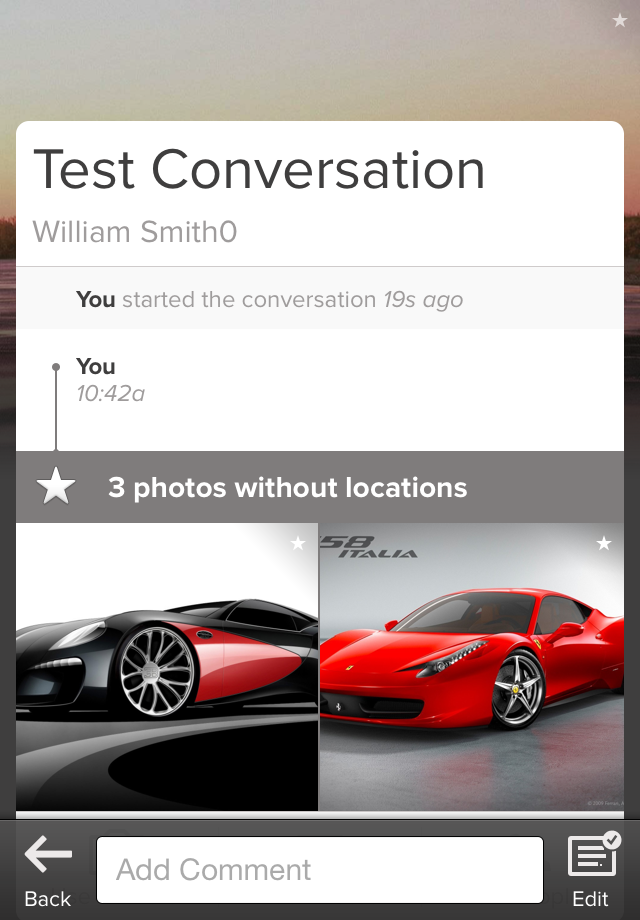 Test Conversation
William Smith0
You started the conversation 19s ago
You
10:42a
3 photos without locations
58
ITALIA
Add Comment
Back
Edit